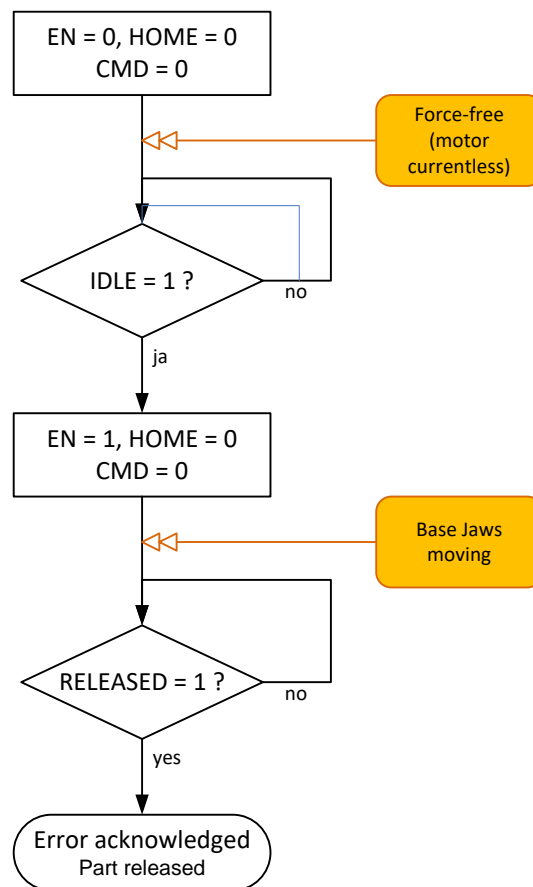 EN = 0, HOME = 0
CMD = 0
Force-free
(motor
currentless)
IDLE = 1 ?
no
ja
EN = 1, HOME = 0
CMD = 0
Base Jaws
moving
RELEASED = 1 ?
no
yes
Error acknowledged
Part released